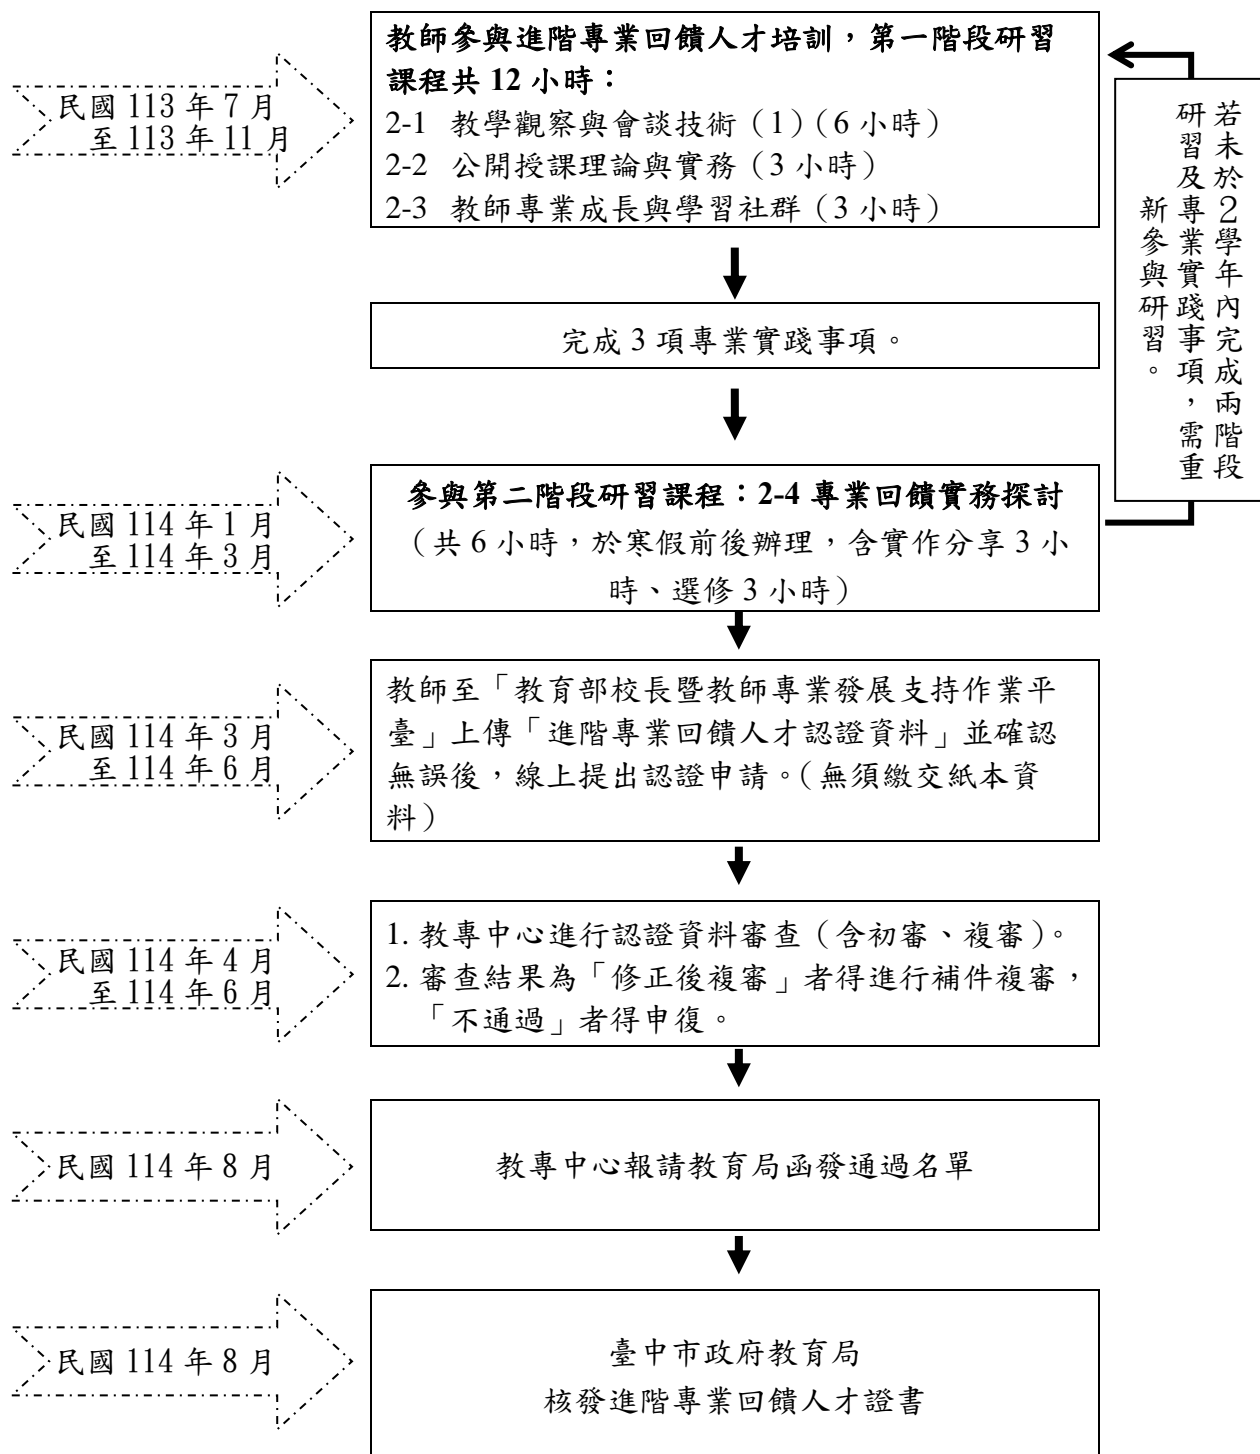 民國 113 年 7 月
至 113 年 11 月
教師參與進階專業回饋人才培訓，第一階段研習
課程共 12 小時：
2-1 教學觀察與會談技術（1）（6 小時）
2-2 公開授課理論與實務（3 小時）
2-3 教師專業成長與學習社群（3 小時）
若未於2學年內完成兩階段
研習及專業實踐事項，需重
新參與研習。
完成 3 項專業實踐事項。
民國 114 年 1 月
至 114 年 3 月
參與第二階段研習課程：2-4 專業回饋實務探討
（共 6 小時，於寒假前後辦理，含實作分享 3 小
時、選修 3 小時）
民國 114 年 3 月
至 114 年 6 月
教師至「教育部校長暨教師專業發展支持作業平
臺」上傳「進階專業回饋人才認證資料」並確認
無誤後，線上提出認證申請。（無須繳交紙本資
料）
民國 114 年 4 月
至 114 年 6 月
1. 教專中心進行認證資料審查（含初審、複審）。
2. 審查結果為「修正後複審」者得進行補件複審，
「不通過」者得申復。
民國 114 年 8 月
教專中心報請教育局函發通過名單
民國 114 年 8 月
臺中市政府教育局
核發進階專業回饋人才證書